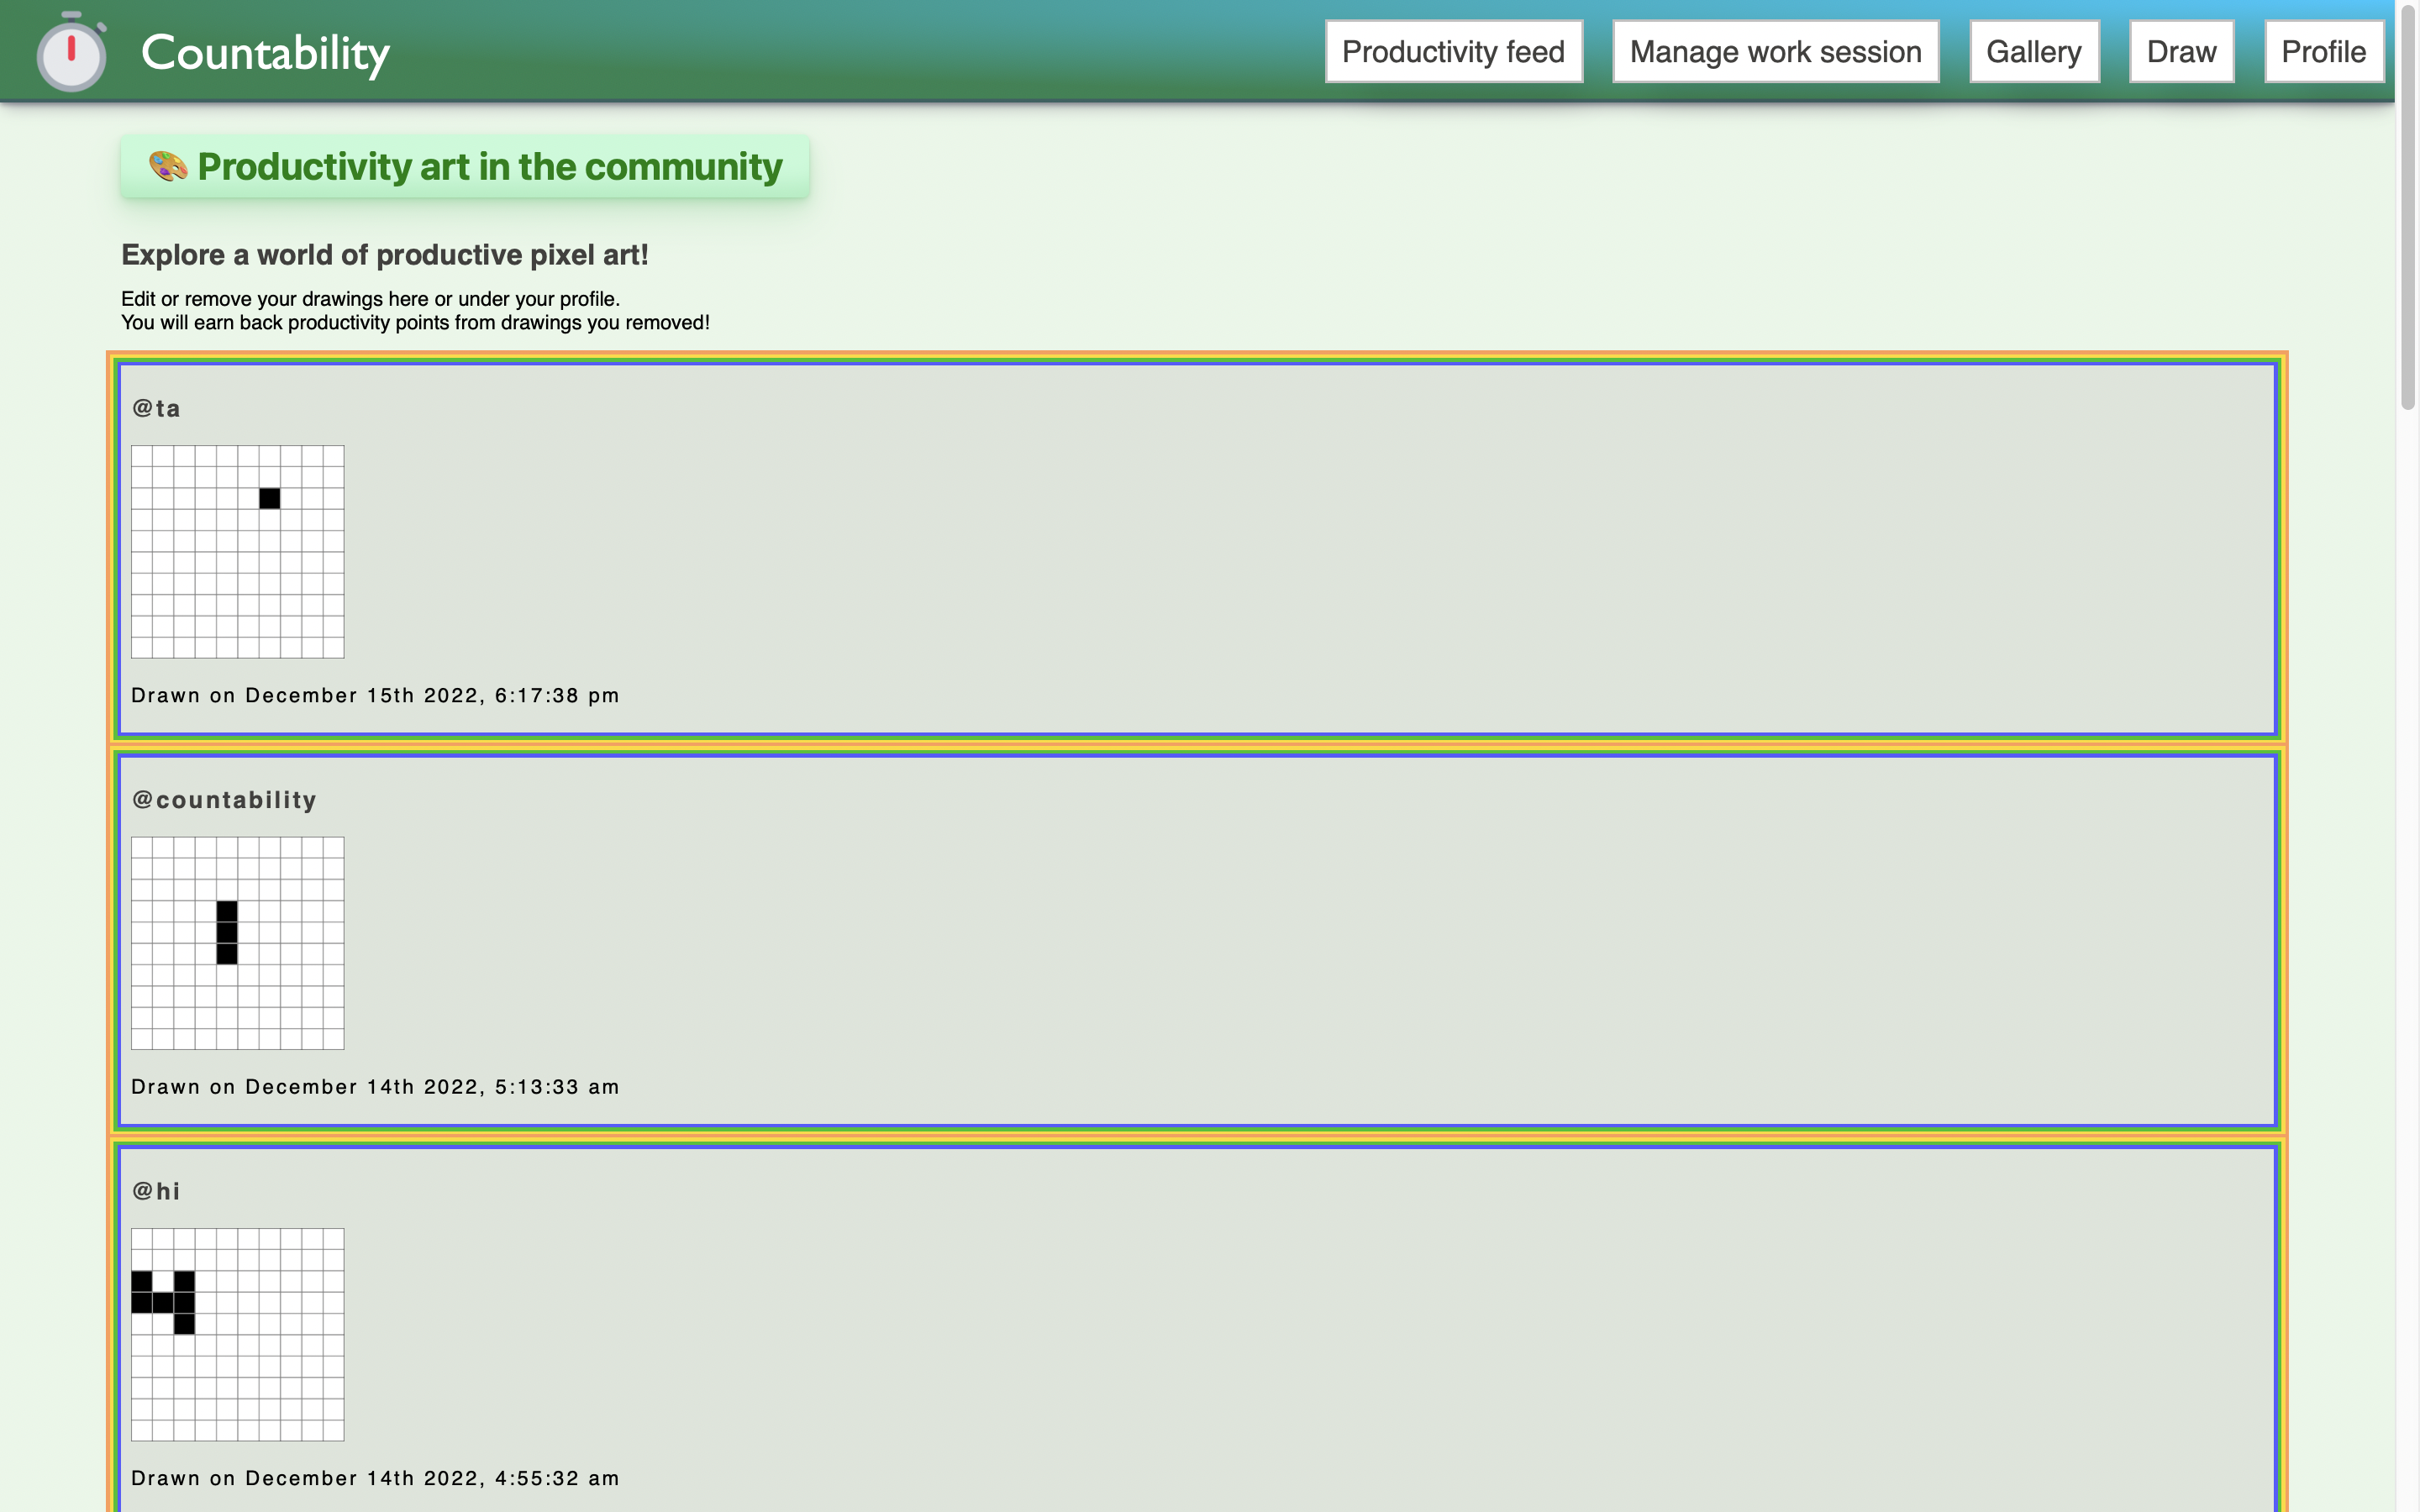 Countability
Productivity feed
Manage work session
Gallery
Draw
Profile
🎨 Productivity art in the community
Explore a world of productive pixel art!
Edit or remove your drawings here or under your profile.
You will earn back productivity points from drawings you removed!
@ta
Drawn on December 15th 2022, 6:17:38 pm
@countability
Drawn on December 14th 2022, 5:13:33 am
@hi
Drawn on December 14th 2022, 4:55:32 am